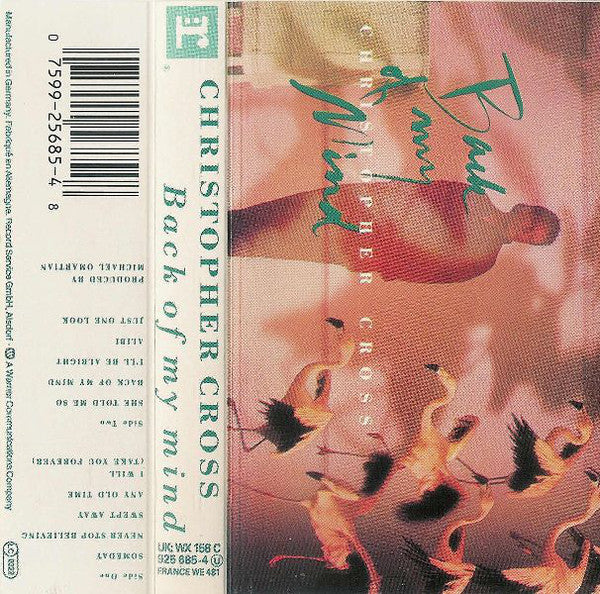 Back
of my
Mind
CHRISTOPHER CROSS
r
®
CHRISTOPHER CROSS
Back of my mind
UK: WX 156 C
925 685-4 Ⓤ
FRANCE WE 481
0 7599-25685-4 8
SIDE ONE
SOMEDAY
NEVER STOP BELIEVING
SWEPT AWAY
ANY OLD TIME
I WILL
(TAKE YOU FOREVER)
SIDE TWO
SHE TOLD ME SO
BACK OF MY MIND
I'LL BE ALRIGHT
ALIBI
JUST ONE LOOK
PRODUCED BY
MICHAEL OMARTIAN
Manufactured in Germany. Fabriqué en Allemagne. Record Service GmbH, Alsdorf - A Warner Communications Company
LC 0322